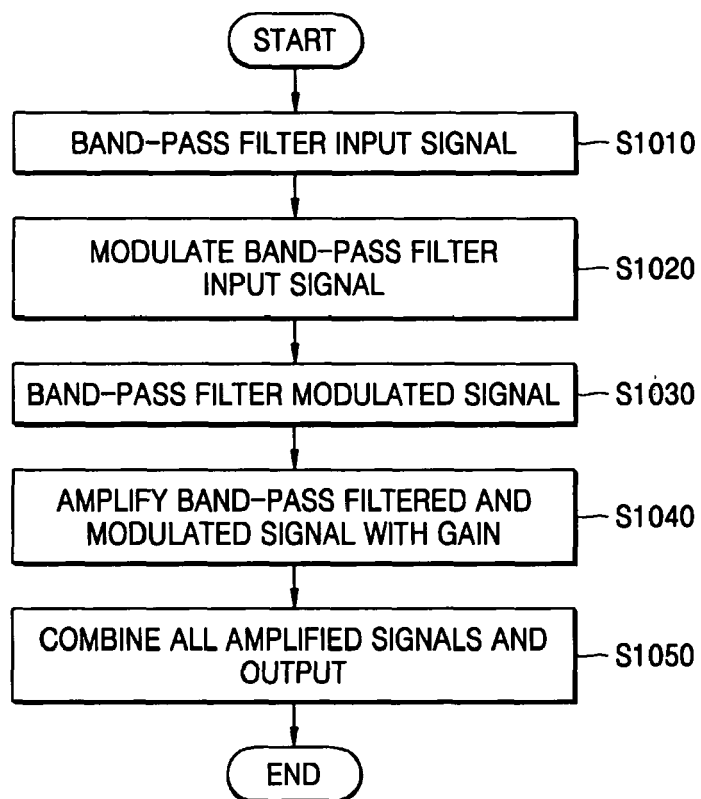 START
BAND-PASS FILTER INPUT SIGNAL
S1010
MODULATE BAND-PASS FILTER
INPUT SIGNAL
S1020
BAND-PASS FILTER MODULATED SIGNAL
S1030
AMPLIFY BAND-PASS FILTERED AND
MODULATED SIGNAL WITH GAIN
S1040
COMBINE ALL AMPLIFIED SIGNALS AND
OUTPUT
S1050
END